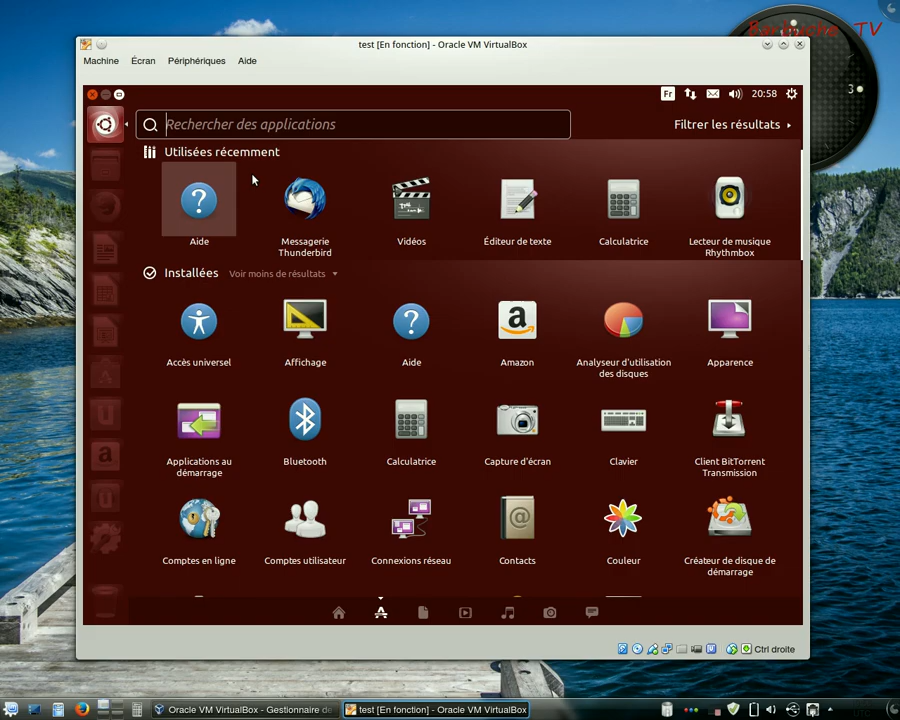 Barbuche TV
test [En fonction] - Oracle VM VirtualBox
Machine Écran Périphériques Aide
Fr 20:58
Rechercher des applications
Filtrer les résultats
Utilisées récemment
Aide
Messagerie
Thunderbird
Vidéos
Éditeur de texte
Calculatrice
Lecteur de musique
Rhythmbox
Installées Voir moins de résultats
Accès universel
Affichage
Aide
Amazon
Analyseur d'utilisation
des disques
Apparence
Applications au
démarrage
Bluetooth
Calculatrice
Capture d'écran
Clavier
Client BitTorrent
Transmission
Comptes en ligne
Comptes utilisateur
Connexions réseau
Contacts
Couleur
Créateur de disque de
démarrage
Ctrl droite
Oracle VM VirtualBox - Gestionnaire de
test [En fonction] - Oracle VM VirtualBox